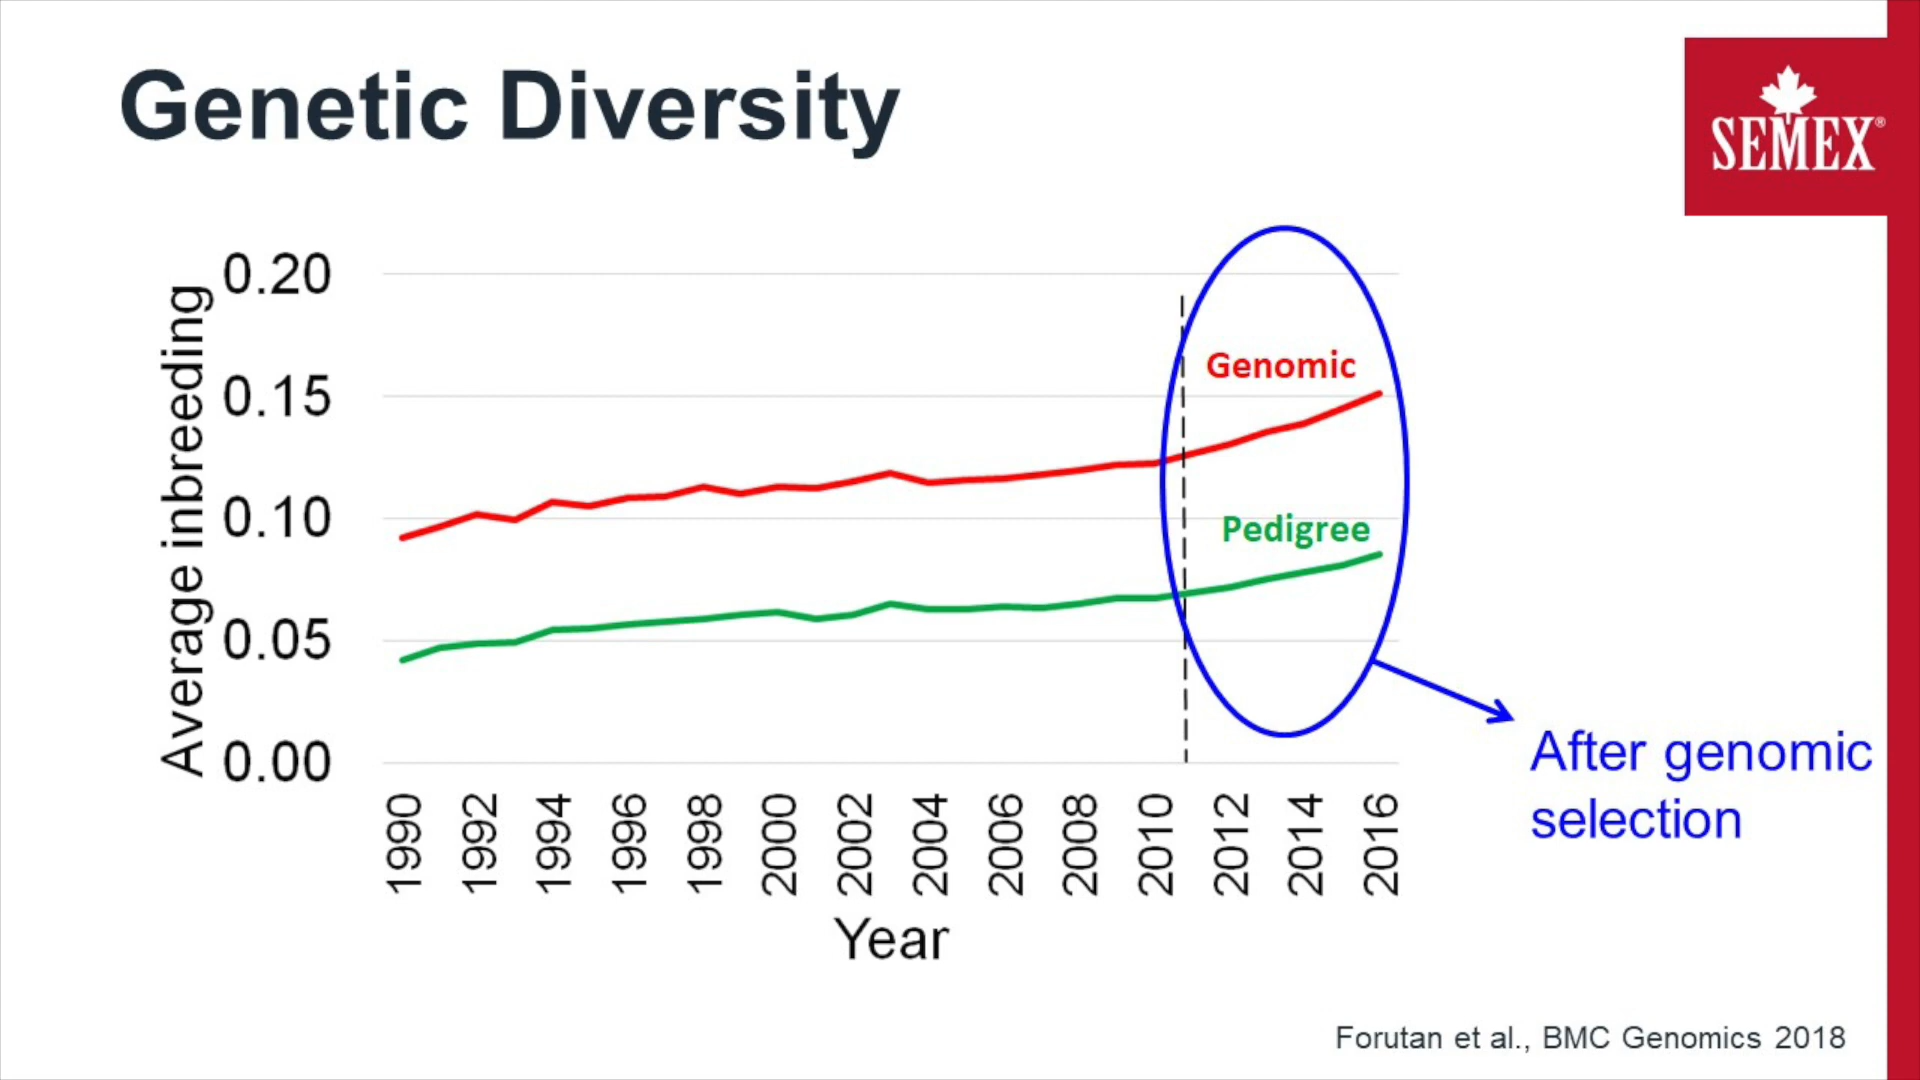 Genetic Diversity
SEMEX®
Average inbreeding
0.20
0.15
0.10
0.05
0.00
Genomic
Pedigree
1990
1992
1994
1996
1998
2000
2002
2004
2006
2008
2010
2012
2014
2016
Year
After genomic
selection
Forutan et al., BMC Genomics 2018